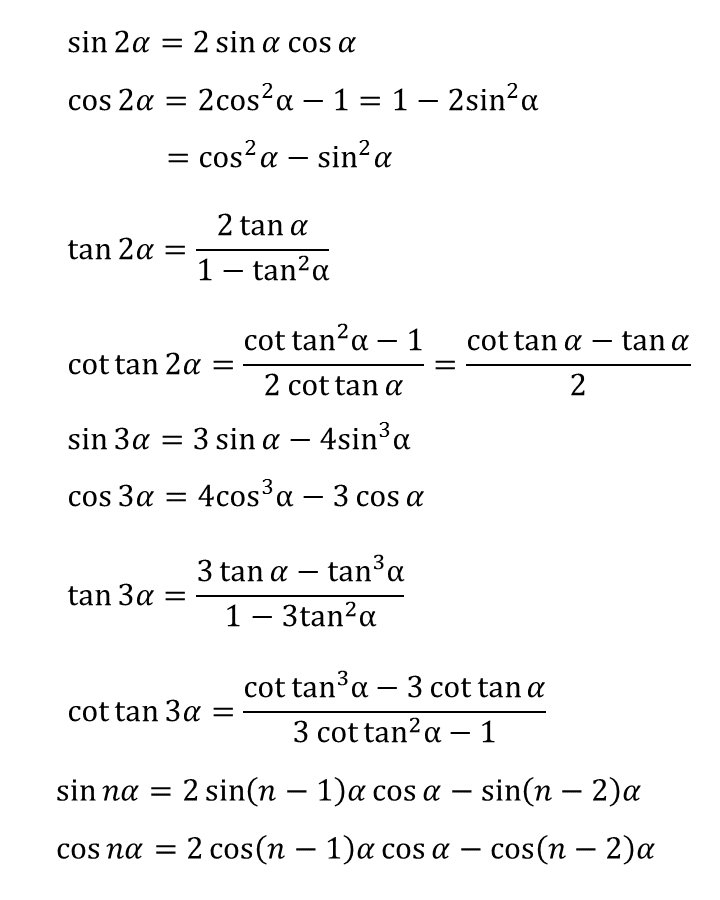 sin 2α = 2 sin α cos α
cos 2α = 2cos²α − 1 = 1 − 2sin²α
= cos²α − sin²α
tan 2α = (2 tan α)/(1 − tan²α)
cot tan 2α = (cot tan²α − 1)/(2 cot tan α) = (cot tan α − tan α)/2
sin 3α = 3 sin α − 4sin³α
cos 3α = 4cos³α − 3 cos α
tan 3α = (3 tan α − tan³α)/(1 − 3tan²α)
cot tan 3α = (cot tan³α − 3 cot tan α)/(3 cot tan²α − 1)
sin nα = 2 sin(n − 1)α cos α − sin(n − 2)α
cos nα = 2 cos(n − 1)α cos α − cos(n − 2)α